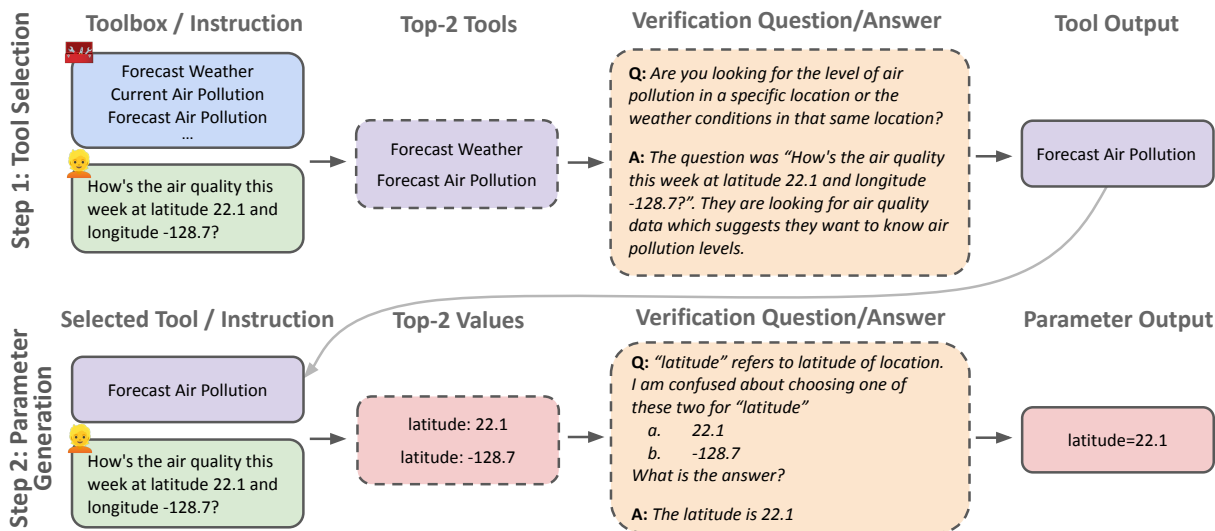 Step 1: Tool Selection
Toolbox / Instruction
Forecast Weather
Current Air Pollution
Forecast Air Pollution
...
How's the air quality this
week at latitude 22.1 and
longitude -128.7?
Top-2 Tools
Forecast Weather
Forecast Air Pollution
Verification Question/Answer
Q: Are you looking for the level of air
pollution in a specific location or the
weather conditions in that same location?
A: The question was “How's the air quality
this week at latitude 22.1 and longitude
-128.7?”. They are looking for air quality
data which suggests they want to know air
pollution levels.
Tool Output
Forecast Air Pollution
Step 2: Parameter
Generation
Selected Tool / Instruction
Forecast Air Pollution
How's the air quality this
week at latitude 22.1 and
longitude -128.7?
Top-2 Values
latitude: 22.1
latitude: -128.7
Verification Question/Answer
Q: “latitude” refers to latitude of location.
I am confused about choosing one of
these two for “latitude”
a. 22.1
b. -128.7
What is the answer?
A: The latitude is 22.1
Parameter Output
latitude=22.1